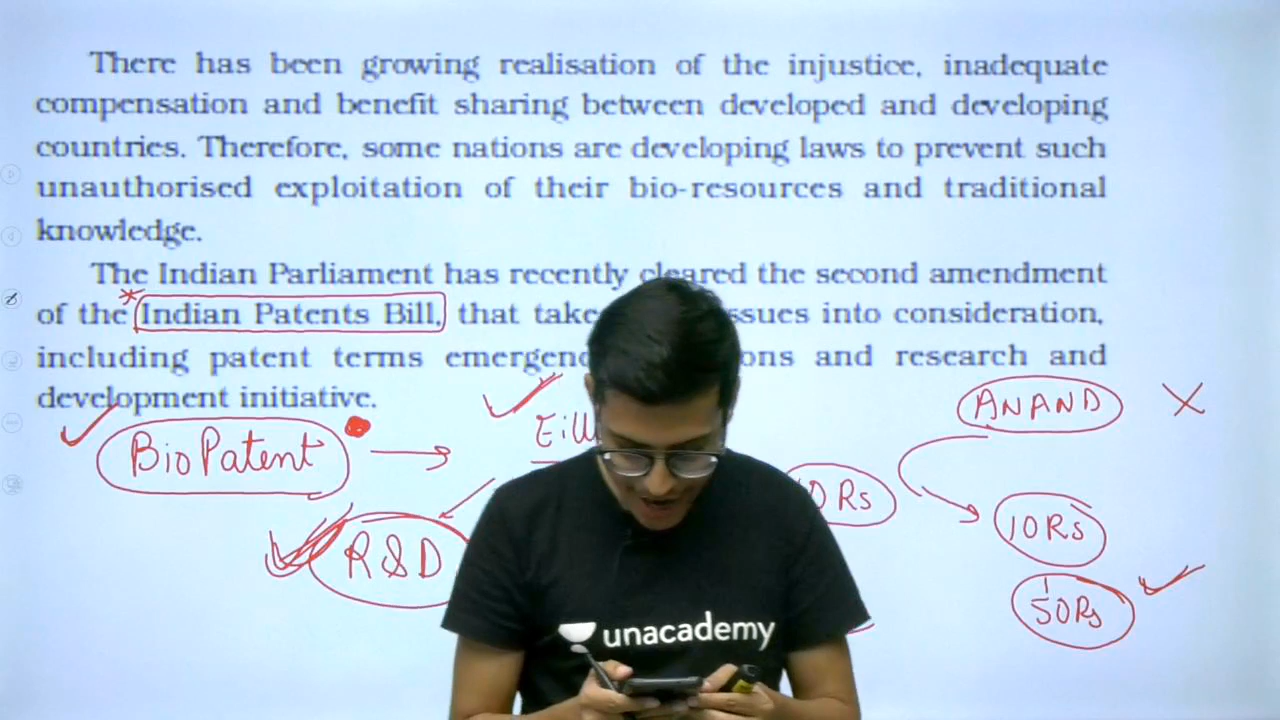 There has been growing realisation of the injustice, inadequate
compensation and benefit sharing between developed and developing
countries. Therefore, some nations are developing laws to prevent such
unauthorised exploitation of their bio-resources and traditional
knowledge.
The Indian Parliament has recently cleared the second amendment
of the *Indian Patents Bill, that take ssues into consideration,
including patent terms emergenc ons and research and
development initiative.
BioPatent
ANAND
10Rs
R&D
50Rs
unacademy